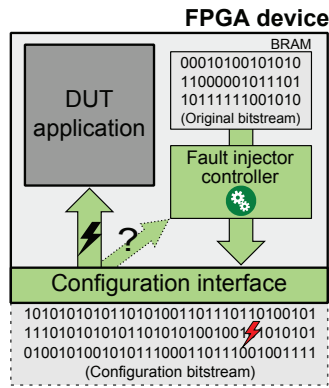 FPGA device
BRAM
00010100101010
11000001011101
10111111001010
(Original bitstream)
DUT
application
Fault injector
controller
?
Configuration interface
1010101010110101001101110110100101
1110101010101110101010010011010101
0100101001010111000110111001001111
(Configuration bitstream)